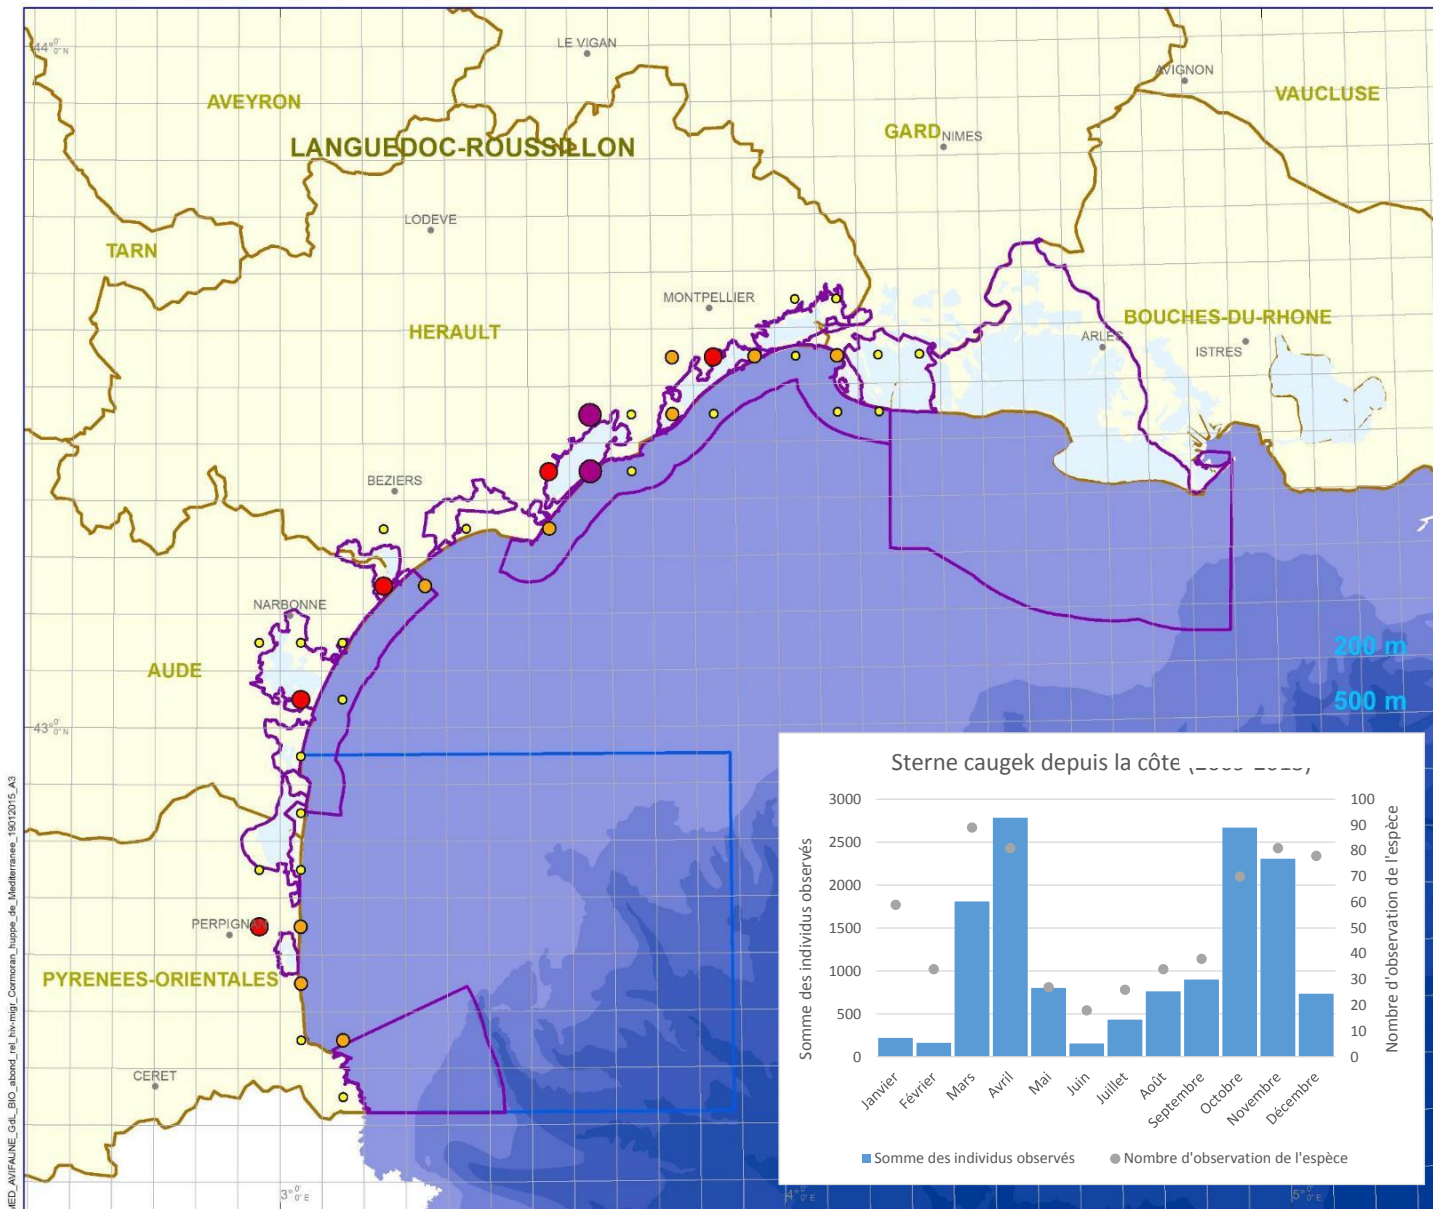 44° 0' 0" N
LE VIGAN
AVIGNON
AVEYRON
VAUCLUSE
GARD
NIMES
LANGUEDOC-ROUSSILLON
LODEVE
TARN
MONTPELLIER
HERAULT
BOUCHES-DU-RHONE
ARLES
ISTRES
BEZIERS
NARBONNE
AUDE
200 m
500 m
43° 0' 0" N
PERPIGNAN
PYRENEES-ORIENTALES
CERET
3° 0' 0" E
4° 0' 0" E
5° 0' 0" E
MED_AVIFAUNE_GdL_BIO_abond_rel_hiv-migr_Cormoran_huppe_de_Mediterranee_19012015_A3
Sterne caugek depuis la côte
3000
2500
2000
1500
1000
500
0
Somme des individus observés
100
90
80
70
60
50
40
30
20
10
0
Nombre d'observation de l'espèce
Janvier
Février
Mars
Avril
Mai
Juin
Juillet
Août
Septembre
Octobre
Novembre
Décembre
Somme des individus observés
Nombre d'observation de l'espèce